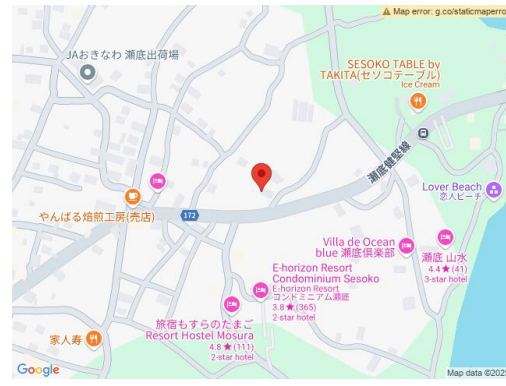 Map error: g.co/staticmaperro
JAおきなわ 瀬底出荷場
SESOKO TABLE by
TAKITA(セソコテーブル)
Ice Cream
瀬底健堅線
Lover Beach
恋人ビーチ
やんばる焙煎工房(売店)
172
Villa de Ocean
blue 瀬底倶楽部
瀬底 山水
4.4★(41)
3-star hotel
E-horizon Resort
Condominium Sesoko
E-horizon Resort
コンドミニアム瀬底
3.8★(365)
2-star hotel
旅宿もすらのたまご
Resort Hostel Mosura
4.8★(111)
2-star hotel
家人寿
Google
Map data ©2025